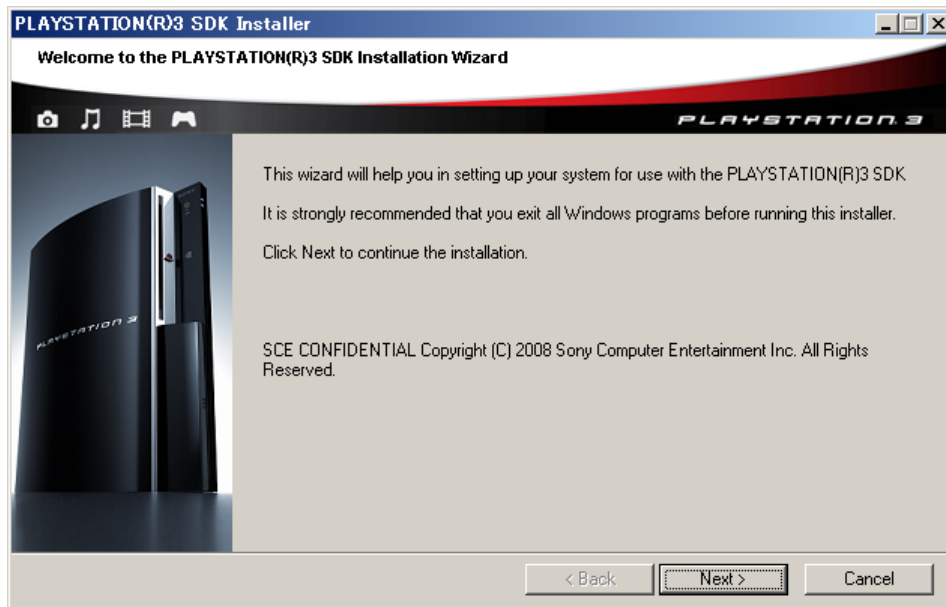 PLAYSTATION(R)3 SDK Installer
Welcome to the PLAYSTATION(R)3 SDK Installation Wizard
PLAYSTATION 3
This wizard will help you in setting up your system for use with the PLAYSTATION(R)3 SDK
It is strongly recommended that you exit all Windows programs before running this installer.
Click Next to continue the installation.
PLAYSTATION 3
SCE CONFIDENTIAL Copyright (C) 2008 Sony Computer Entertainment Inc. All Rights
Reserved.
< Back
Next >
Cancel